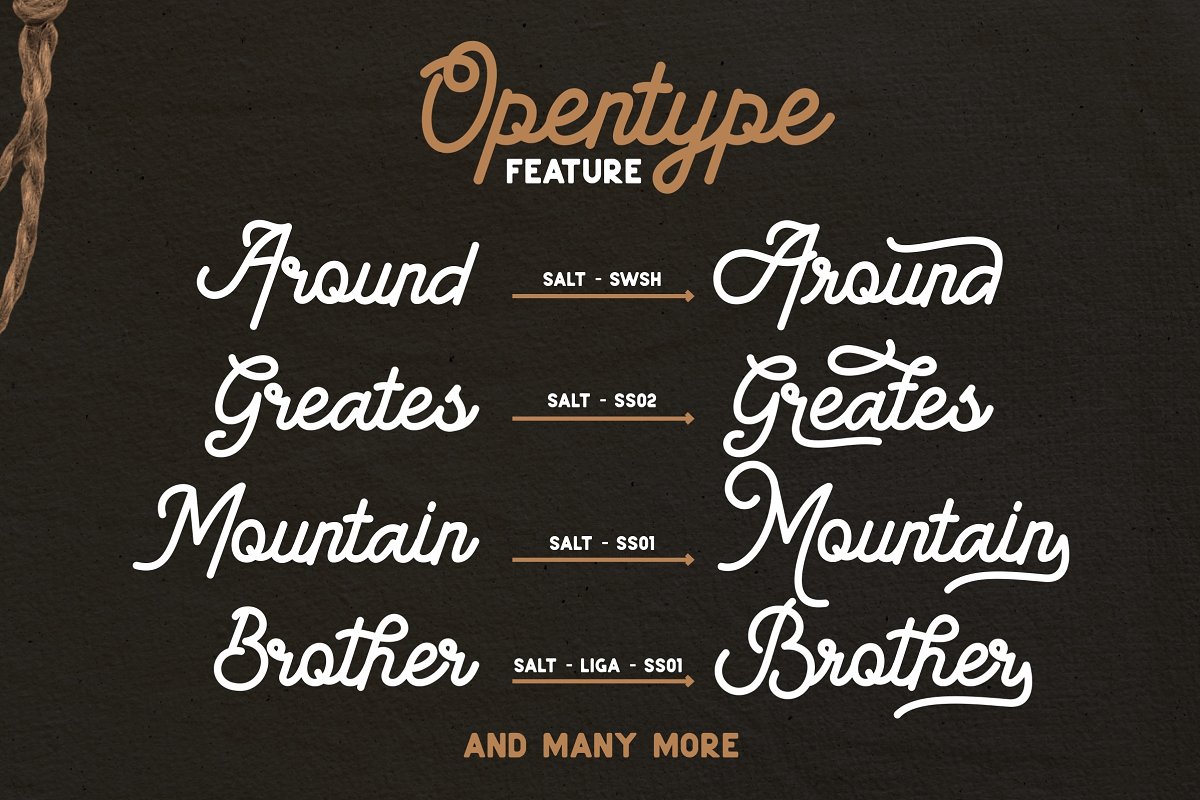 Opentype
FEATURE
Around SALT - SWSH Around
Greates SALT - SS02 Greates
Mountain SALT - SS01 Mountain
Brother SALT - LIGA - SS01 Brother
AND MANY MORE